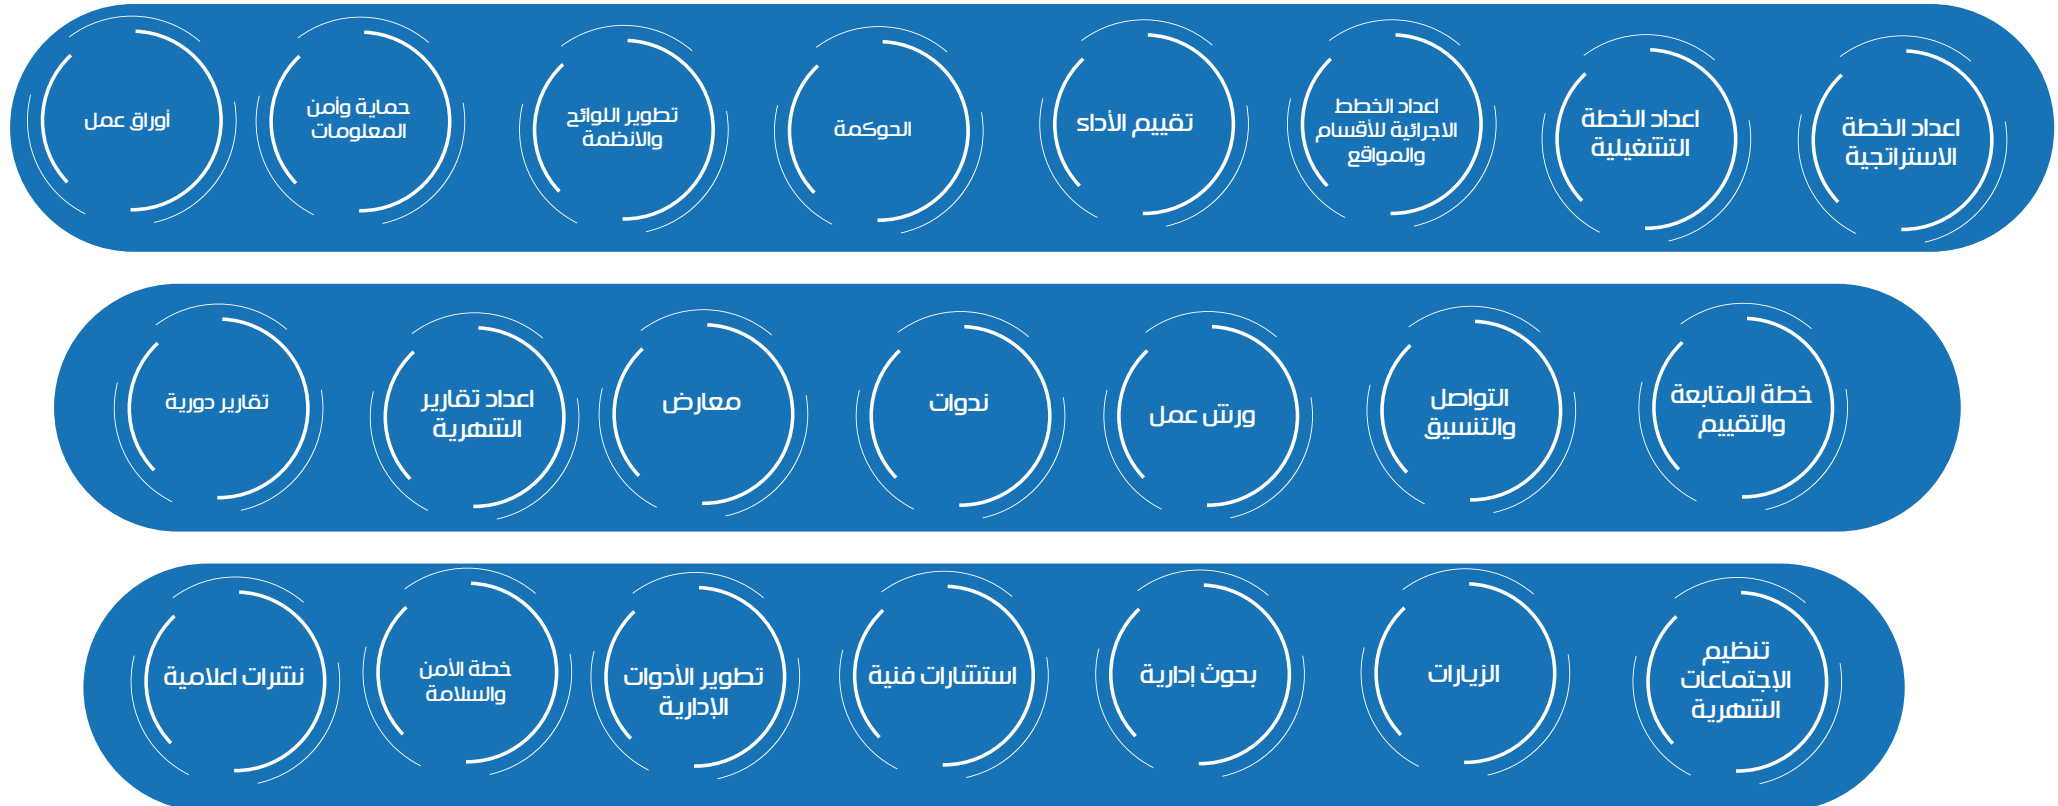 اعداد الخطة
الاستراتجية
اعداد الخطة
التشغيلية
اعداد الخطط
الاجرائية للأقسام
والمواقع
تقييم الأداء
الحوكمة
تطوير اللوائح
والانظمة
حماية وأمن
المعلومات
أوراق عمل
خطة المتابعة
والتقييم
التواصل
والتنسيق
ورش عمل
ندوات
معارض
اعداد تقارير
الشهرية
تقارير دورية
تنظيم
الإجتماعات
الشهرية
الزيارات
بحوث إدارية
استشارات فنية
تطوير الأدوات
الإدارية
خطة الأمن
والسلامة
نشرات اعلامية